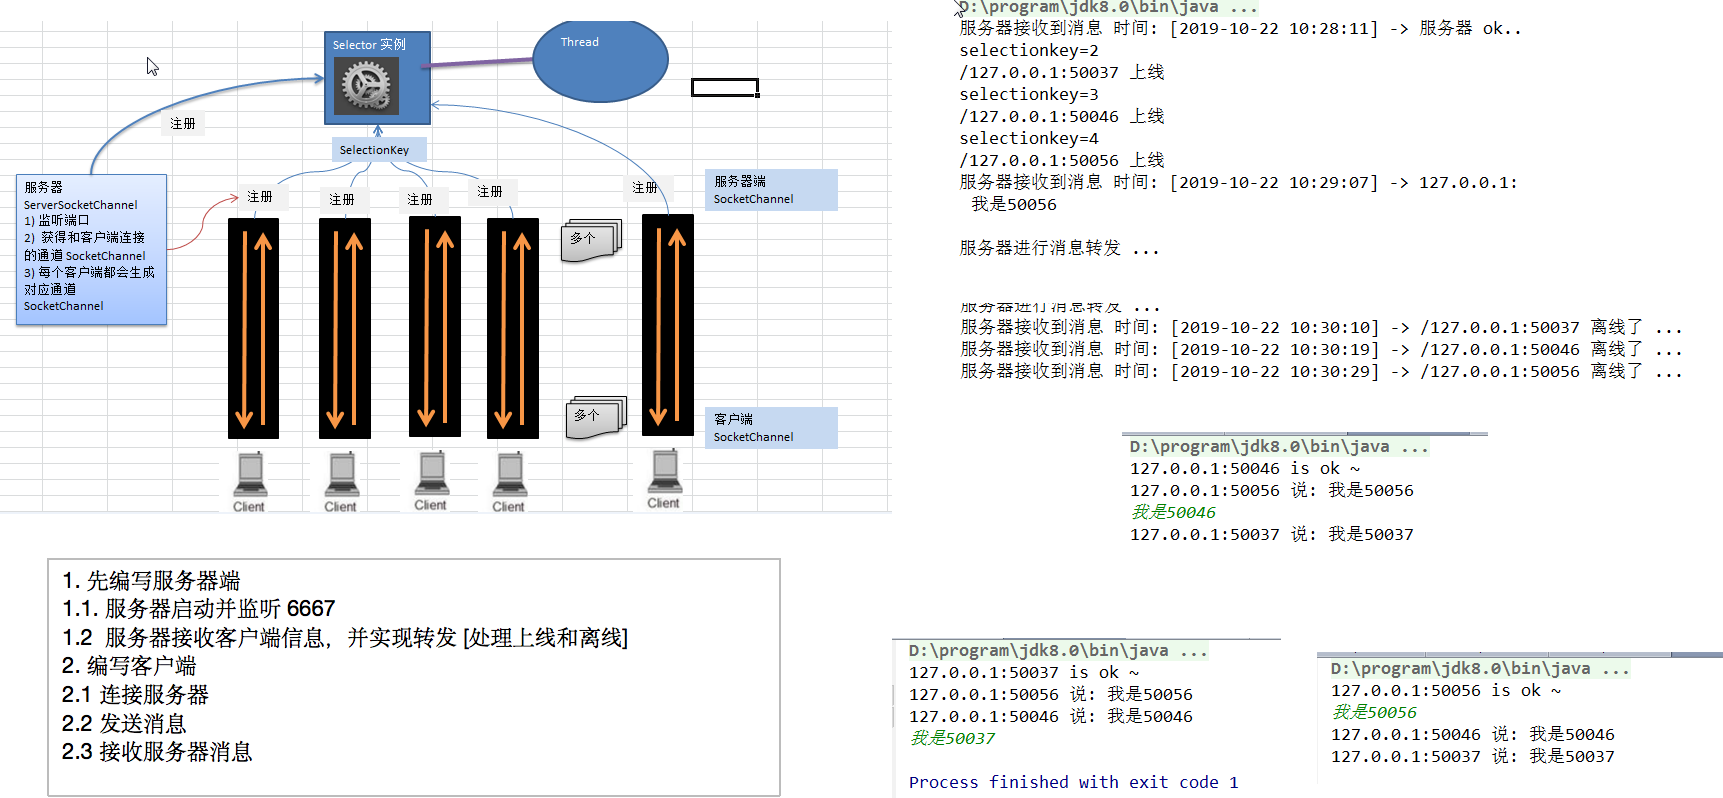 Selector 实例
Thread
注册
SelectionKey
服务器
ServerSocketChannel
1) 监听端口
2) 获得和客户端连接
的通道 SocketChannel
3) 每个客户端都会生成
对应通道
SocketChannel
注册
注册
注册
注册
注册
服务器端
SocketChannel
多个
多个
客户端
SocketChannel
Client
Client
Client
Client
Client
1. 先编写服务器端
1.1. 服务器启动并监听 6667
1.2 服务器接收客户端信息，并实现转发 [处理上线和离线]
2. 编写客户端
2.1 连接服务器
2.2 发送消息
2.3 接收服务器消息
D:\program\jdk8.0\bin\java ...
服务器接收到消息 时间: [2019-10-22 10:28:11] -> 服务器 ok..
selectionkey=2
/127.0.0.1:50037 上线
selectionkey=3
/127.0.0.1:50046 上线
selectionkey=4
/127.0.0.1:50056 上线
服务器接收到消息 时间: [2019-10-22 10:29:07] -> 127.0.0.1:
我是50056
服务器进行消息转发 ...
服务器进行消息转发 ...
服务器接收到消息 时间: [2019-10-22 10:30:10] -> /127.0.0.1:50037 离线了 ...
服务器接收到消息 时间: [2019-10-22 10:30:19] -> /127.0.0.1:50046 离线了 ...
服务器接收到消息 时间: [2019-10-22 10:30:29] -> /127.0.0.1:50056 离线了 ...
D:\program\jdk8.0\bin\java ...
127.0.0.1:50046 is ok ~
127.0.0.1:50056 说: 我是50056
我是50046
127.0.0.1:50037 说: 我是50037
D:\program\jdk8.0\bin\java ...
127.0.0.1:50037 is ok ~
127.0.0.1:50056 说: 我是50056
127.0.0.1:50046 说: 我是50046
我是50037
Process finished with exit code 1
D:\program\jdk8.0\bin\java ...
127.0.0.1:50056 is ok ~
我是50056
127.0.0.1:50046 说: 我是50046
127.0.0.1:50037 说: 我是50037